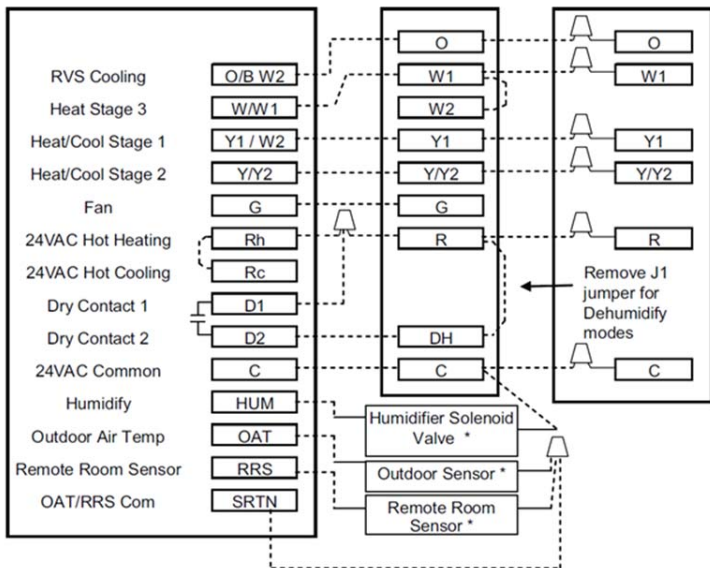 O
O
RVS Cooling
O/B W2
W1
W1
Heat Stage 3
W/W1
W2
Heat/Cool Stage 1
Y1 / W2
Y1
Y1
Heat/Cool Stage 2
Y/Y2
Y/Y2
Y/Y2
Fan
G
G
24VAC Hot Heating
Rh
R
R
24VAC Hot Cooling
Rc
Remove J1
jumper for
Dehumidify
modes
Dry Contact 1
D1
Dry Contact 2
D2
DH
24VAC Common
C
C
C
Humidify
HUM
Humidifier Solenoid
Valve *
Outdoor Air Temp
OAT
Outdoor Sensor *
Remote Room Sensor
RRS
Remote Room
Sensor *
OAT/RRS Com
SRTN